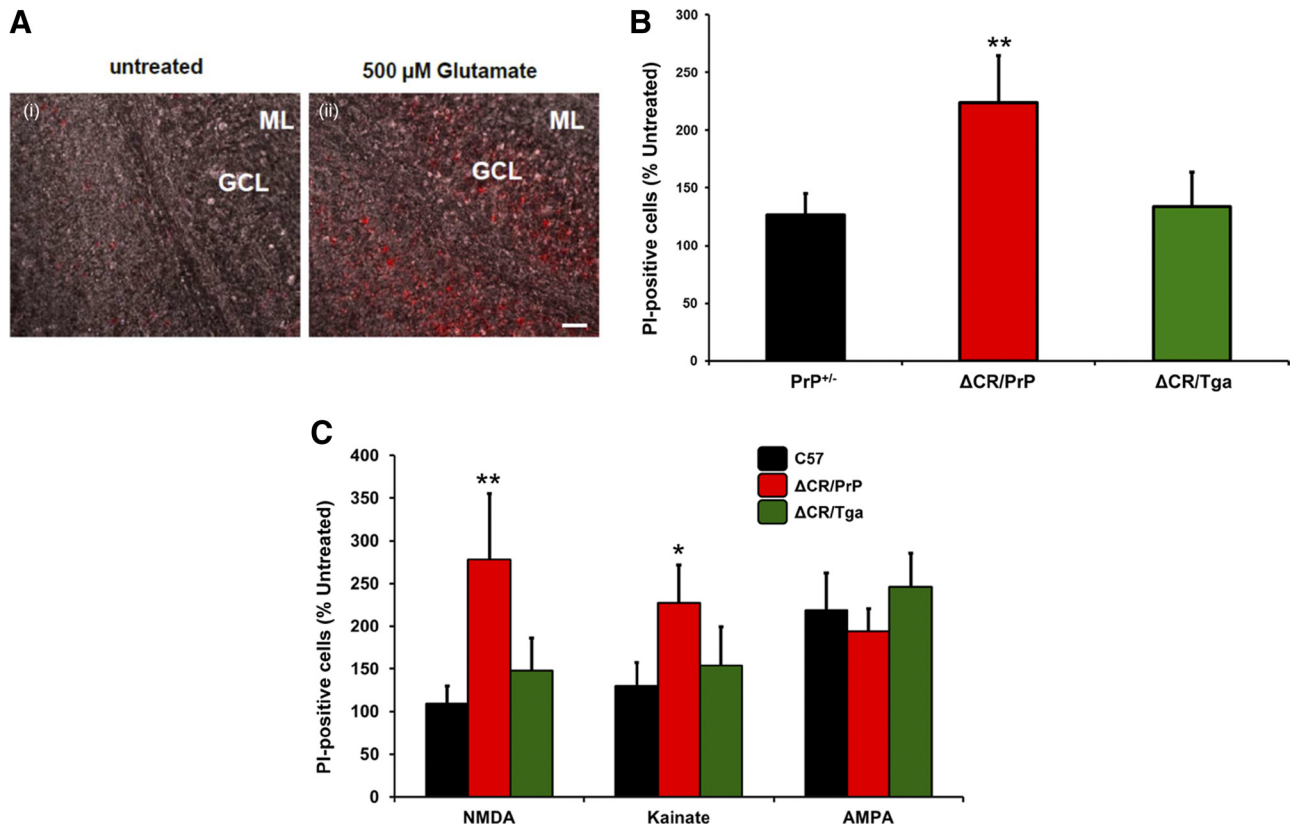 A
untreated
500 μM Glutamate
(i)
ML
GCL
(ii)
ML
GCL
B
PI-positive cells (% Untreated)
300
250
200
150
100
50
0
**
PrP+/-
ΔCR/PrP
ΔCR/Tga
C
PI-positive cells (% Untreated)
400
350
300
250
200
150
100
50
0
**
*
C57
ΔCR/PrP
ΔCR/Tga
NMDA
Kainate
AMPA